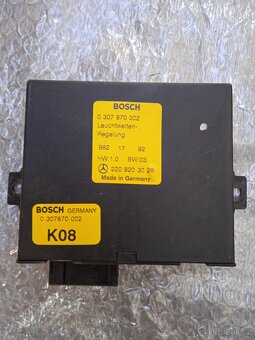 BOSCH
0 307 870 002
Leuchtweiten-
Regelung
982 17 92
HW:1.0 SW:03
220 820 30 26
Made in Germany
BOSCH GERMANY
0 307870 002
K08